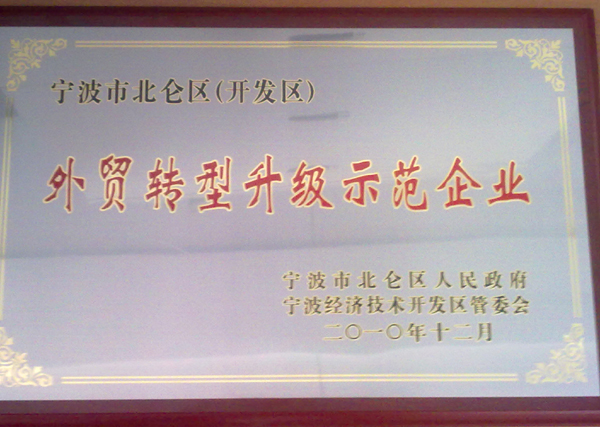 宁波市北仑区(开发区)
外贸转型升级示范企业
宁波市北仑区人民政府
宁波经济技术开发区管委会
二〇一〇年十二月